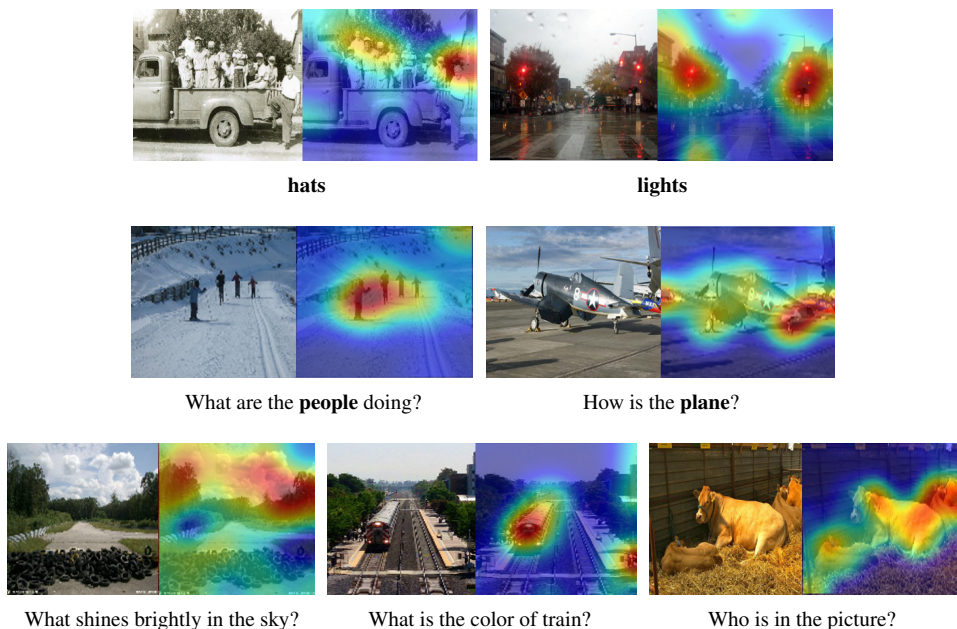 hats
lights
What are the people doing?
How is the plane?
What shines brightly in the sky?
What is the color of train?
Who is in the picture?